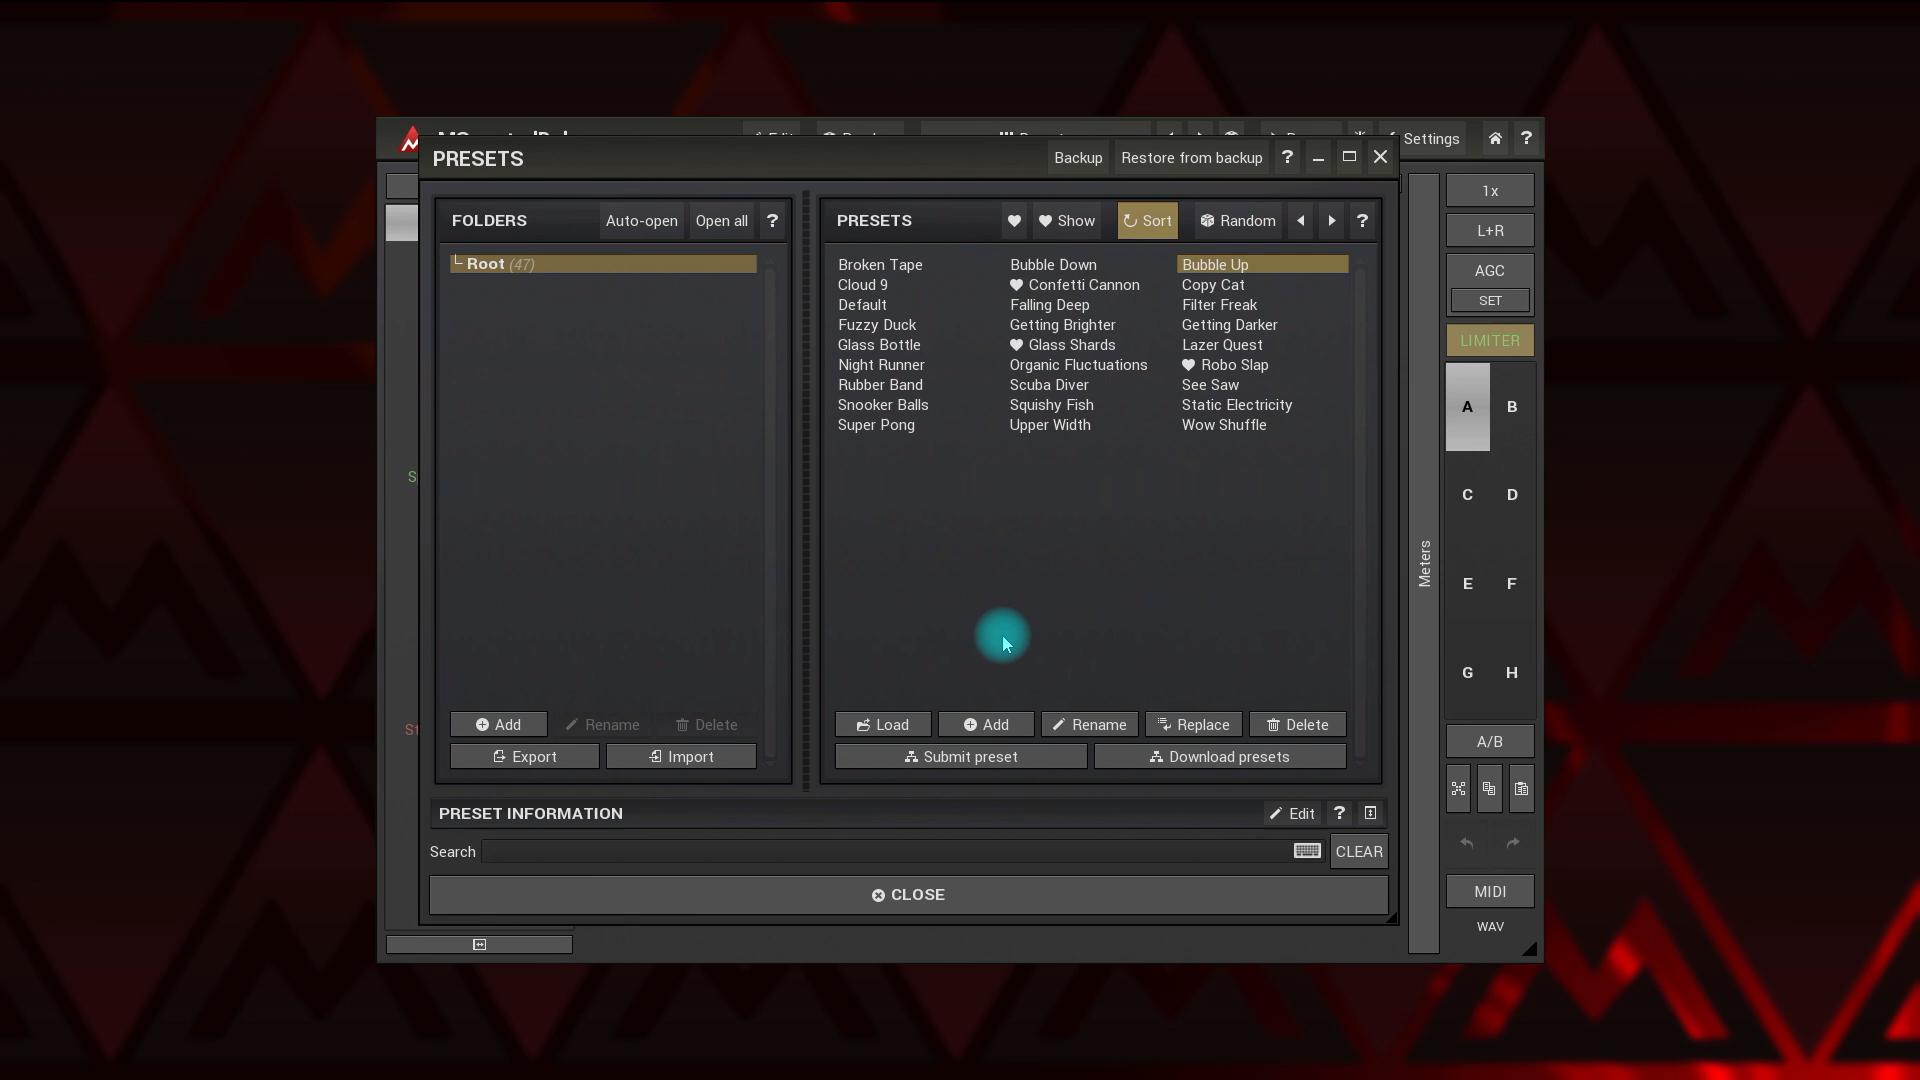 Settings ?
PRESETS Backup Restore from backup ?
FOLDERS Auto-open Open all ?
Root (47)
Add Rename Delete
Export Import
PRESETS Show Sort Random ?
Broken Tape Bubble Down Bubble Up
Cloud 9 Confetti Cannon Copy Cat
Default Falling Deep Filter Freak
Fuzzy Duck Getting Brighter Getting Darker
Glass Bottle Glass Shards Lazer Quest
Night Runner Organic Fluctuations Robo Slap
Rubber Band Scuba Diver See Saw
Snooker Balls Squishy Fish Static Electricity
Super Pong Upper Width Wow Shuffle
Load Add Rename Replace Delete
Submit preset Download presets
PRESET INFORMATION Edit ?
Search CLEAR
CLOSE
Meters
1x
L+R
AGC
SET
LIMITER
A B
C D
E F
G H
A/B
MIDI
WAV